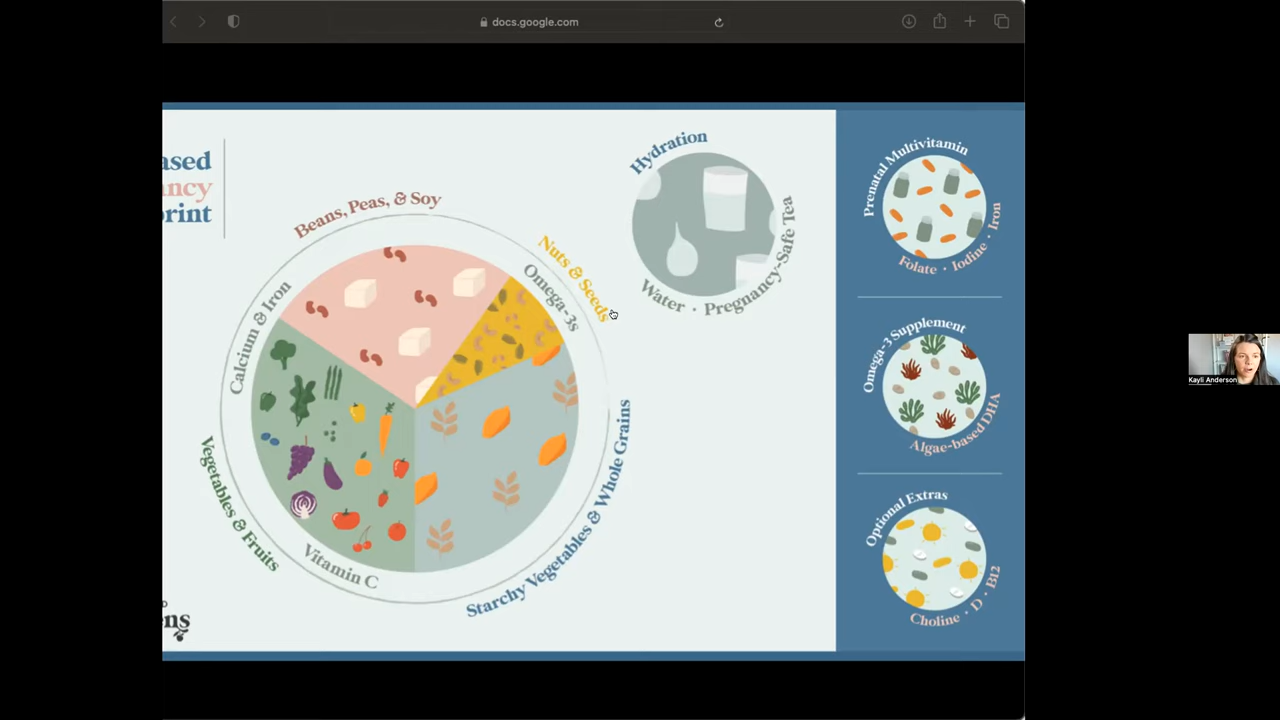 docs.google.com
ased
ancy
rint
Beans, Peas, & Soy
Nuts & Seeds
Omega-3s
Calcium & Iron
Vegetables & Fruits
Vitamin C
Starchy Vegetables & Whole Grains
ens
Hydration
Water · Pregnancy-Safe Tea
Prenatal Multivitamin
Folate · Iodine · Iron
Omega-3 Supplement
Algae-based DHA
Optional Extras
Choline · D · B12
Kayli Anderson